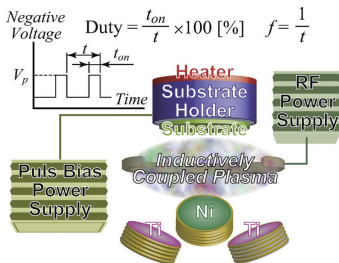 Negative
Voltage
Duty = t_on / t ×100 [%]
f = 1 / t
t
t_on
V_p
Time
Heater
Substrate
Holder
Substrate
RF
Power
Supply
Puls Bias
Power
Supply
Inductively
Coupled Plasma
Ni
Ti
Ti